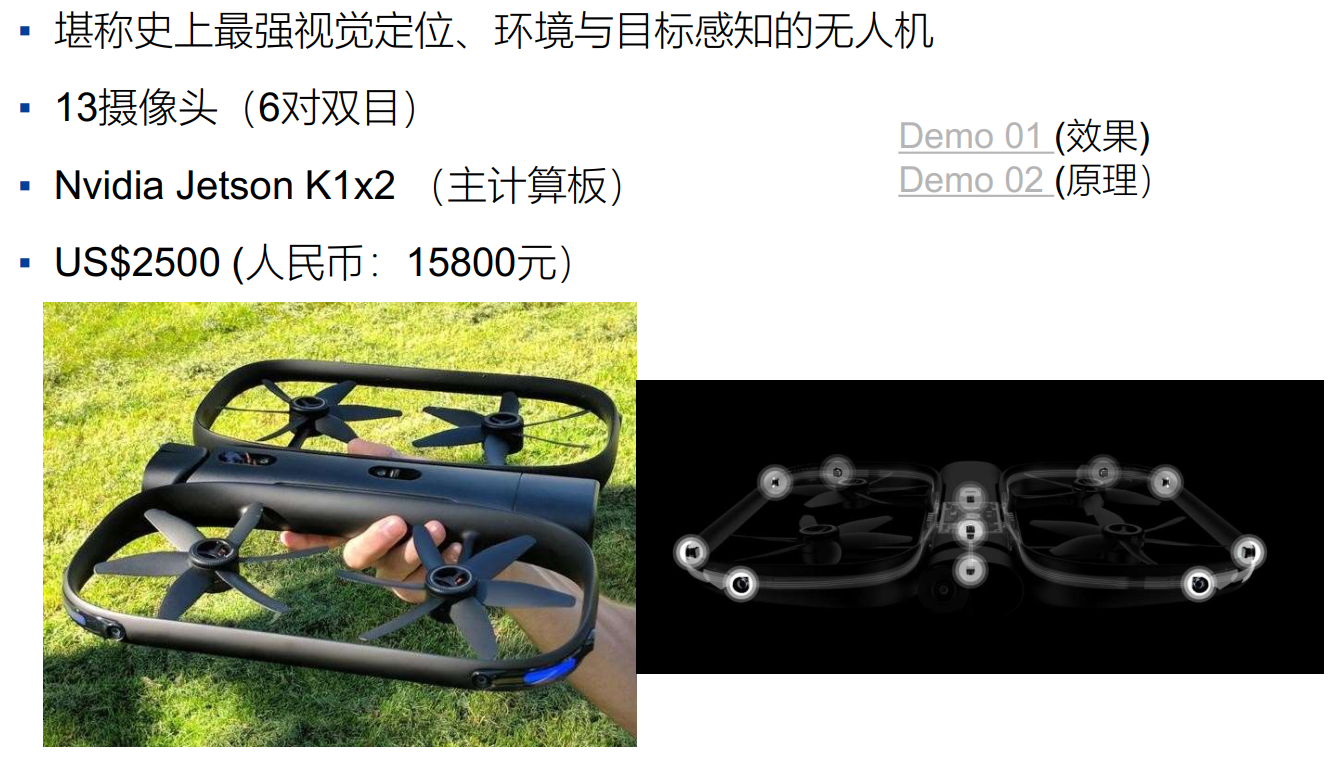 堪称史上最强视觉定位、环境与目标感知的无人机
13摄像头（6对双目）
Nvidia Jetson K1x2 （主计算板）
US$2500 (人民币：15800元）
Demo 01 (效果)
Demo 02 (原理）